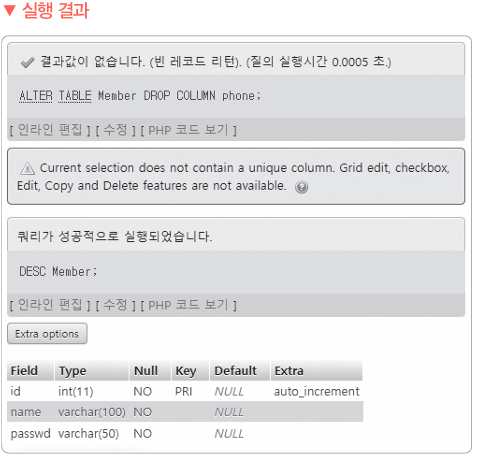 ▼ 실행 결과
결과값이 없습니다. (빈 레코드 리턴). (질의 실행시간 0.0005 초.)
ALTER TABLE Member DROP COLUMN phone;
[ 인라인 편집 ] [ 수정 ] [ PHP 코드 보기 ]
Current selection does not contain a unique column. Grid edit, checkbox,
Edit, Copy and Delete features are not available.
쿼리가 성공적으로 실행되었습니다.
DESC Member;
[ 인라인 편집 ] [ 수정 ] [ PHP 코드 보기 ]
Extra options
Field Type Null Key Default Extra
id int(11) NO PRI NULL auto_increment
name varchar(100) NO NULL
passwd varchar(50) NO NULL